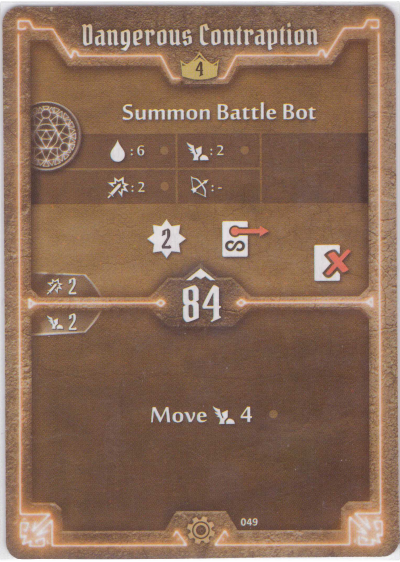 Dangerous Contraption
4
Summon Battle Bot
: 6 : 2
: 2 : -
2 S
2
84
2
Move 4
049